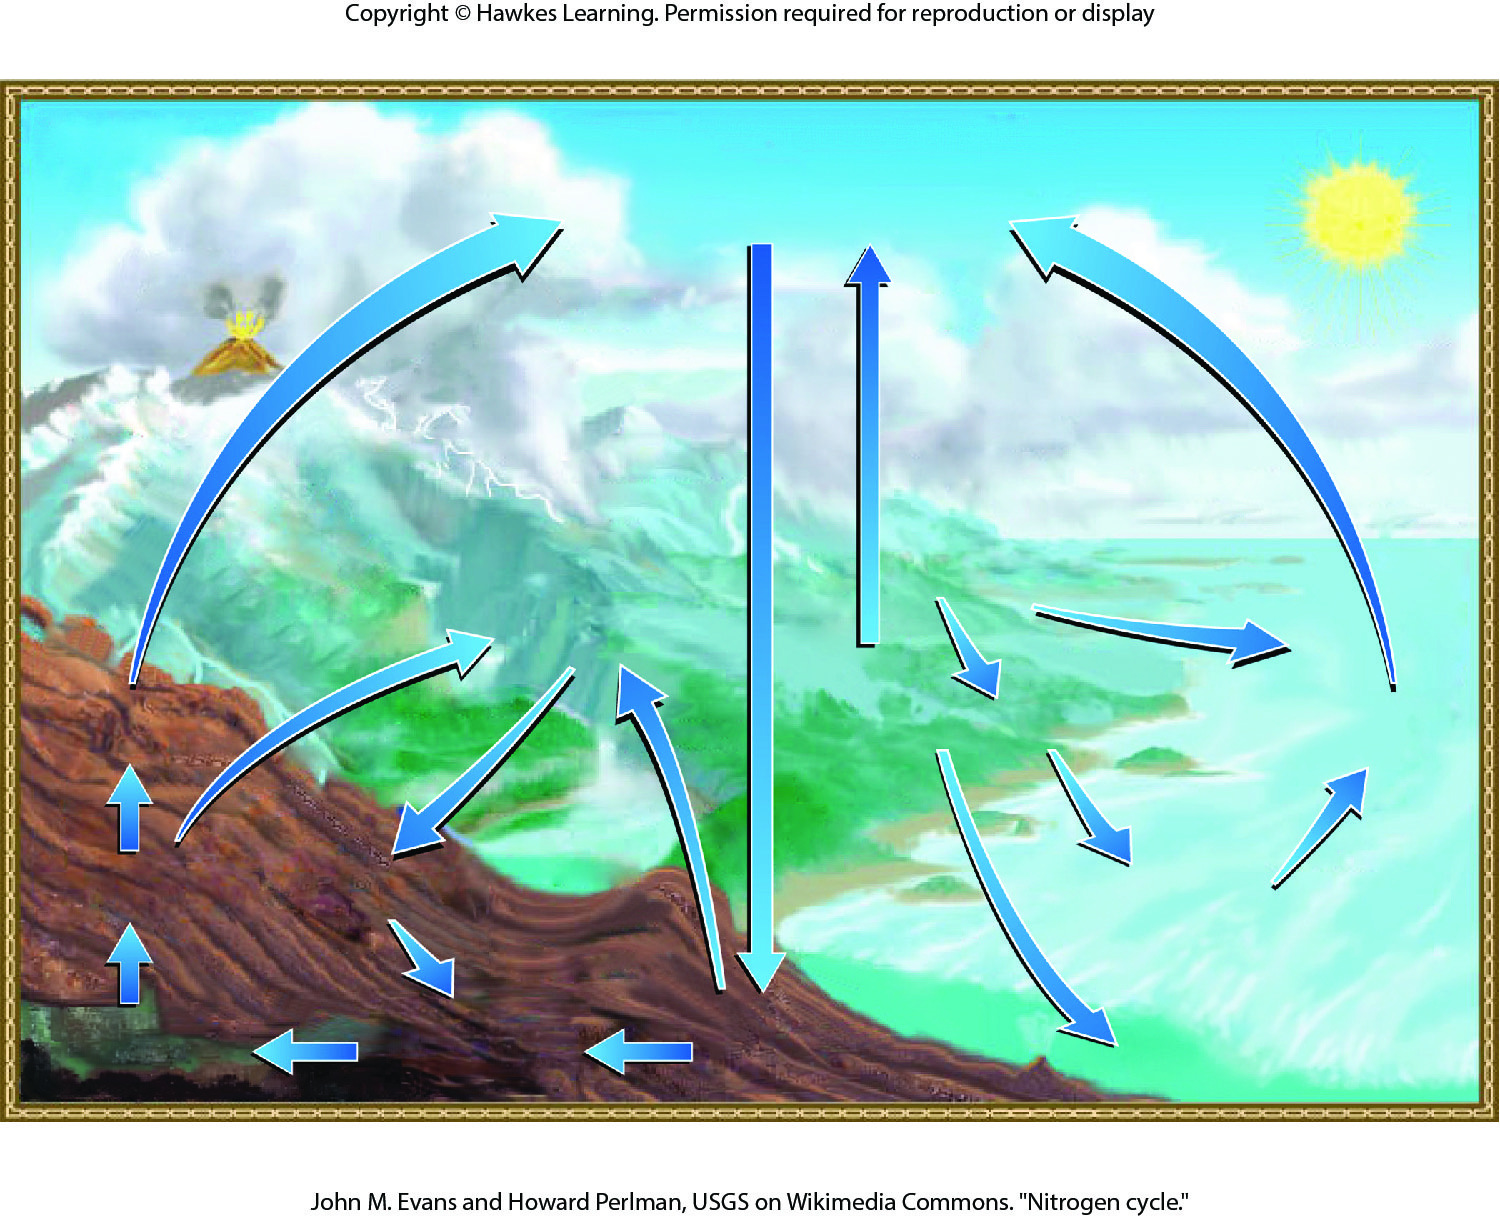 Copyright © Hawkes Learning. Permission required for reproduction or display
John M. Evans and Howard Perlman, USGS on Wikimedia Commons. "Nitrogen cycle."